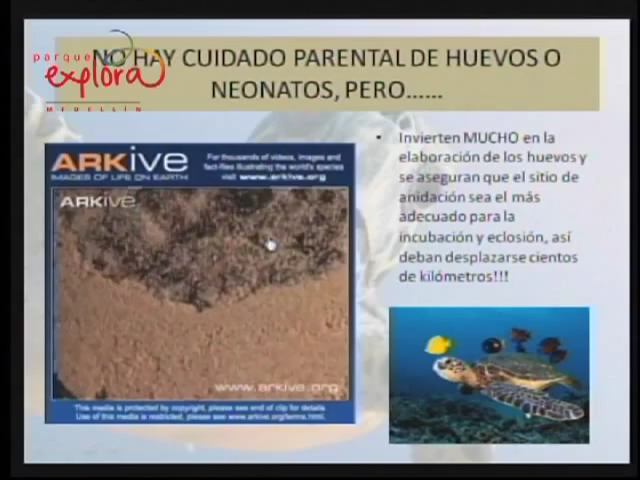 NO HAY CUIDADO PARENTAL DE HUEVOS O
NEONATOS, PERO......
parque
explora
MEDELLÍN
• Invierten MUCHO en la
elaboración de los huevos y
se aseguran que el sitio de
anidación sea el más
adecuado para la
incubación y eclosión, así
deban desplazarse cientos
de kilómetros!!!
ARKive
IMAGES OF LIFE ON EARTH
For thousands of videos, images and
fact-files illustrating the world's species
visit www.arkive.org
ARKive
www.arkive.org
This media is protected by copyright, please see end of clip for details
Use of this media is restricted, please see www.arkive.org/terms.html.